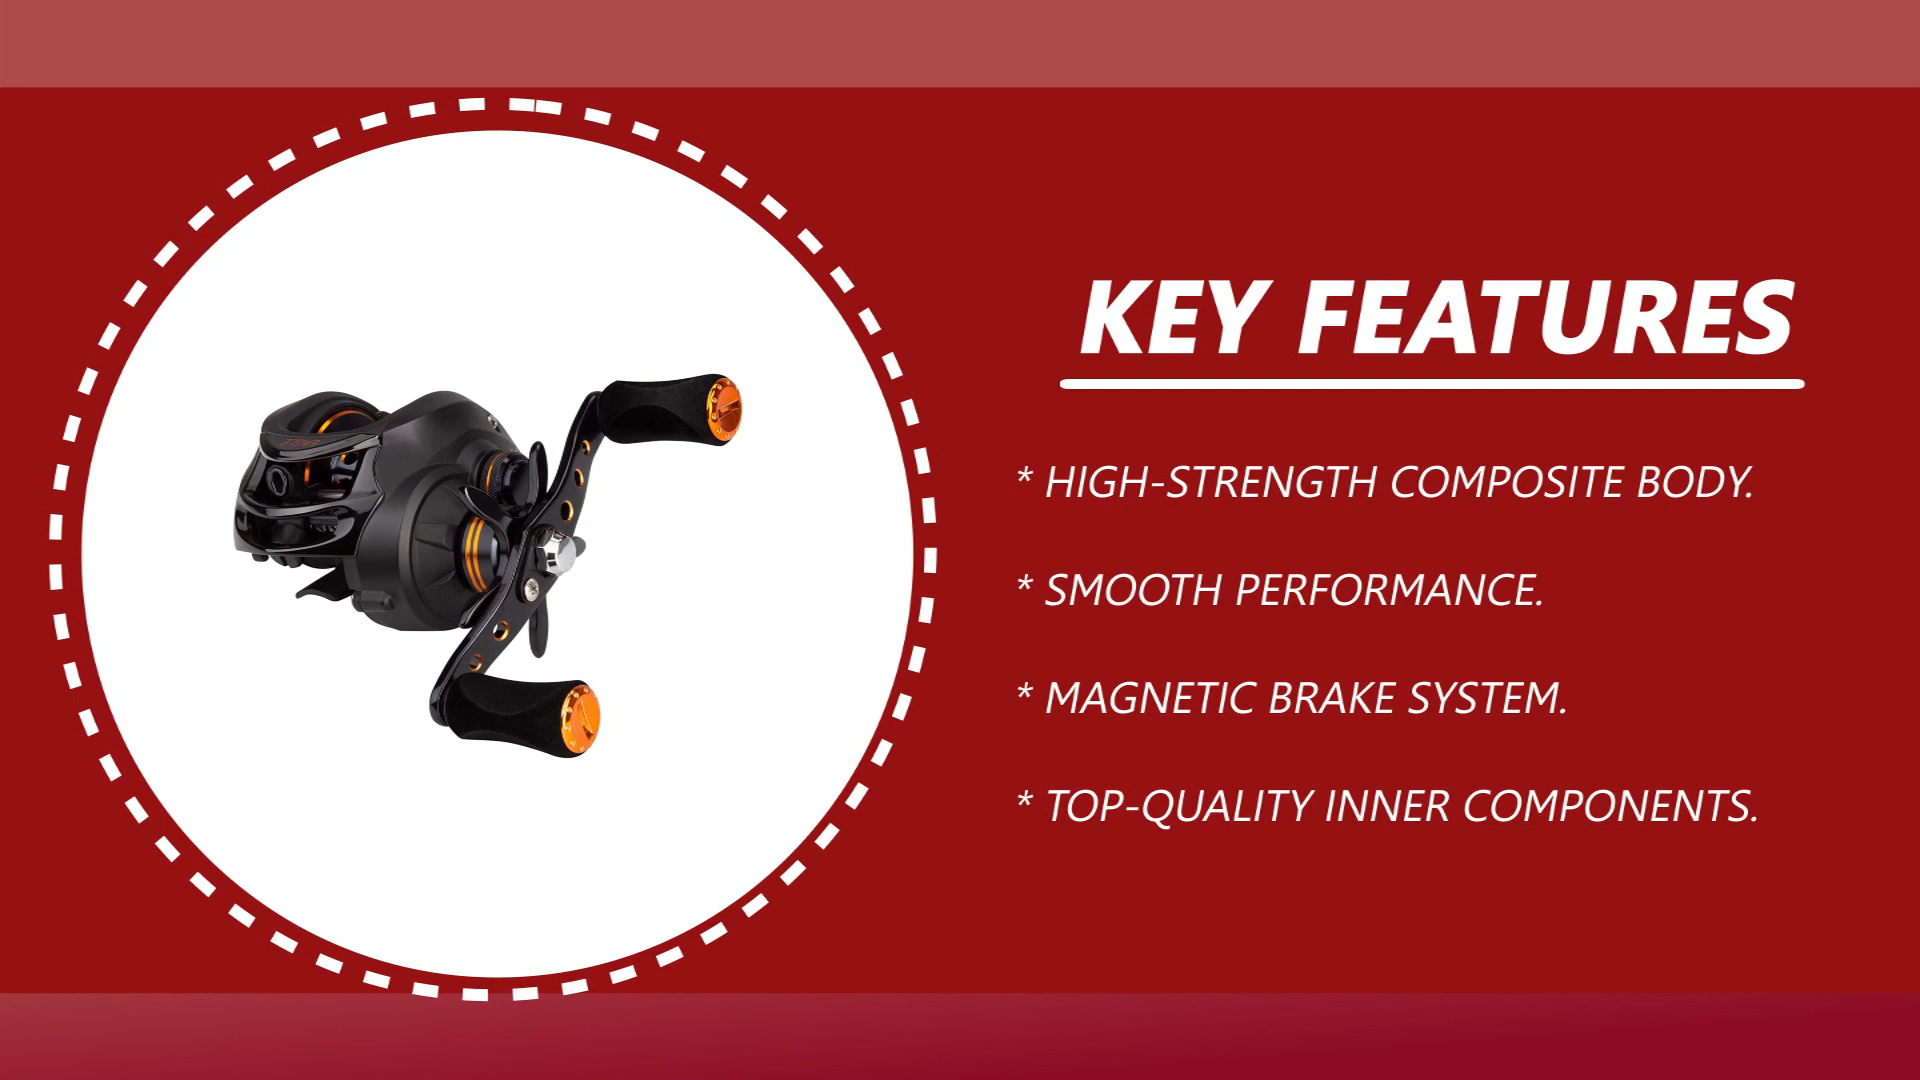 KEY FEATURES
* HIGH-STRENGTH COMPOSITE BODY.
* SMOOTH PERFORMANCE.
* MAGNETIC BRAKE SYSTEM.
* TOP-QUALITY INNER COMPONENTS.